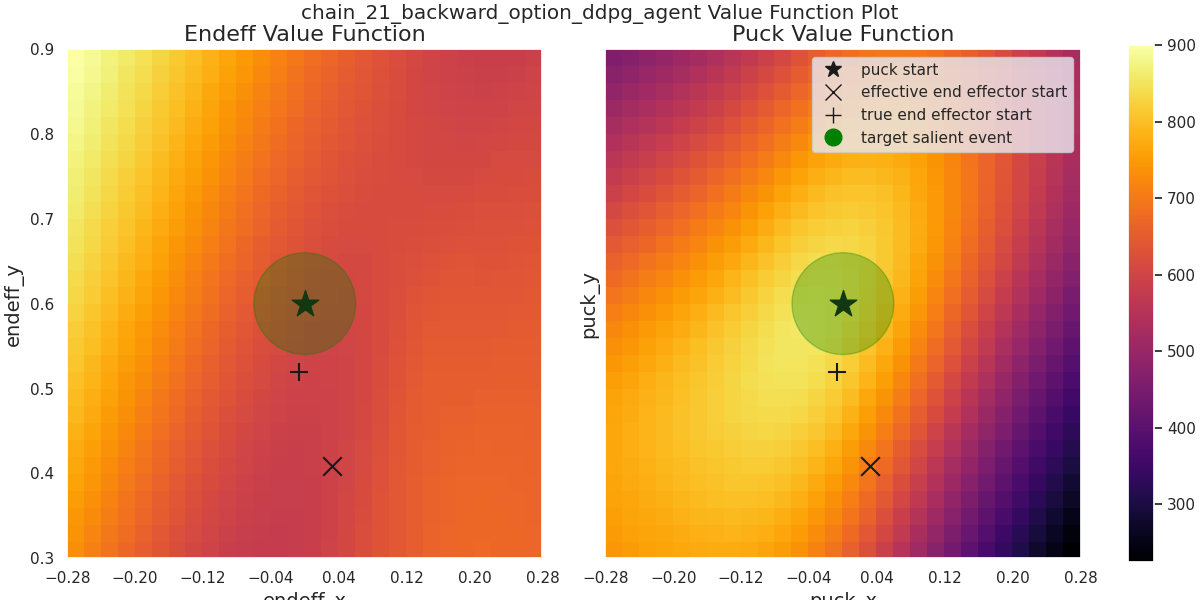 chain_21_backward_option_ddpg_agent Value Function Plot
Endeff Value Function
Puck Value Function
0.9
0.8
0.7
0.6
0.5
0.4
0.3
endeff_y
−0.28 −0.20 −0.12 −0.04 0.04 0.12 0.20 0.28
endeff_x
puck_y
puck start
effective end effector start
true end effector start
target salient event
−0.28 −0.20 −0.12 −0.04 0.04 0.12 0.20 0.28
puck_x
900
800
700
600
500
400
300